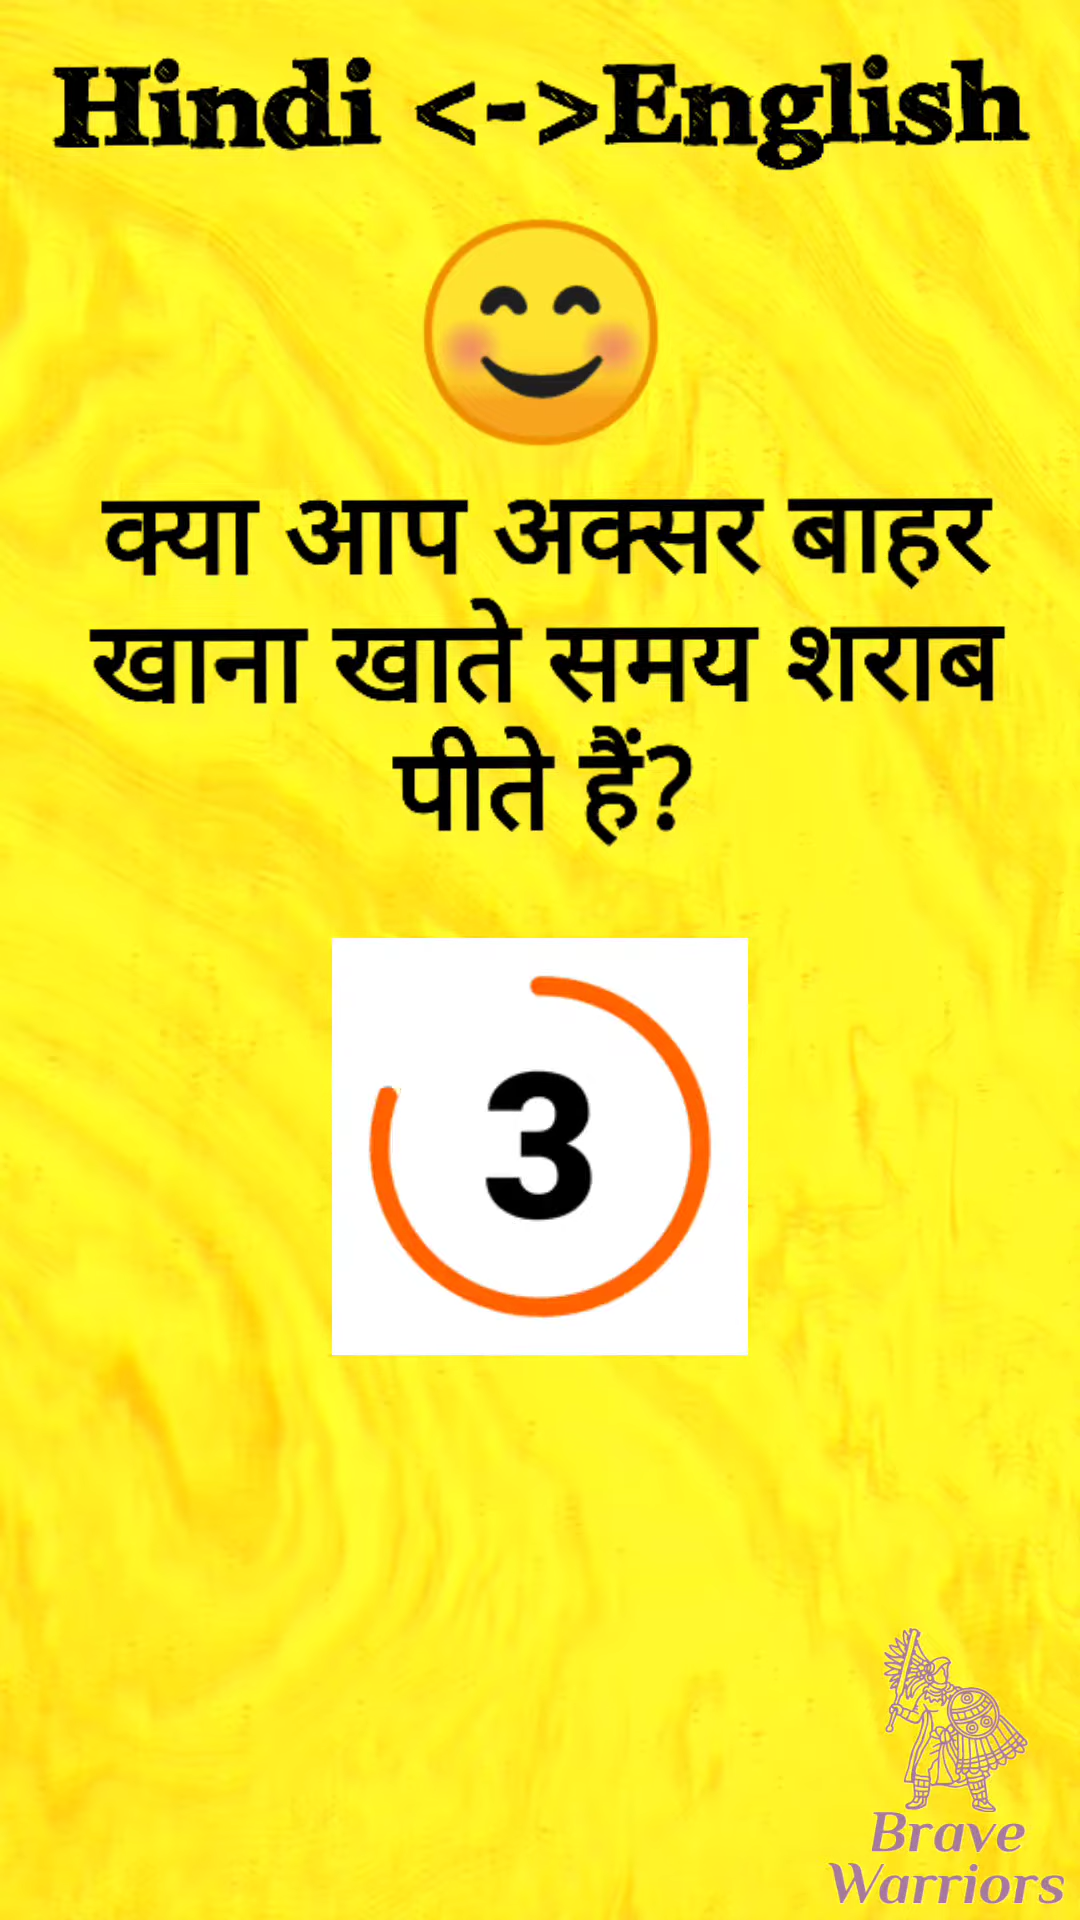 Hindi <->English
क्या आप अक्सर बाहर
खाना खाते समय शराब
पीते हैं?
3
Brave
Warriors